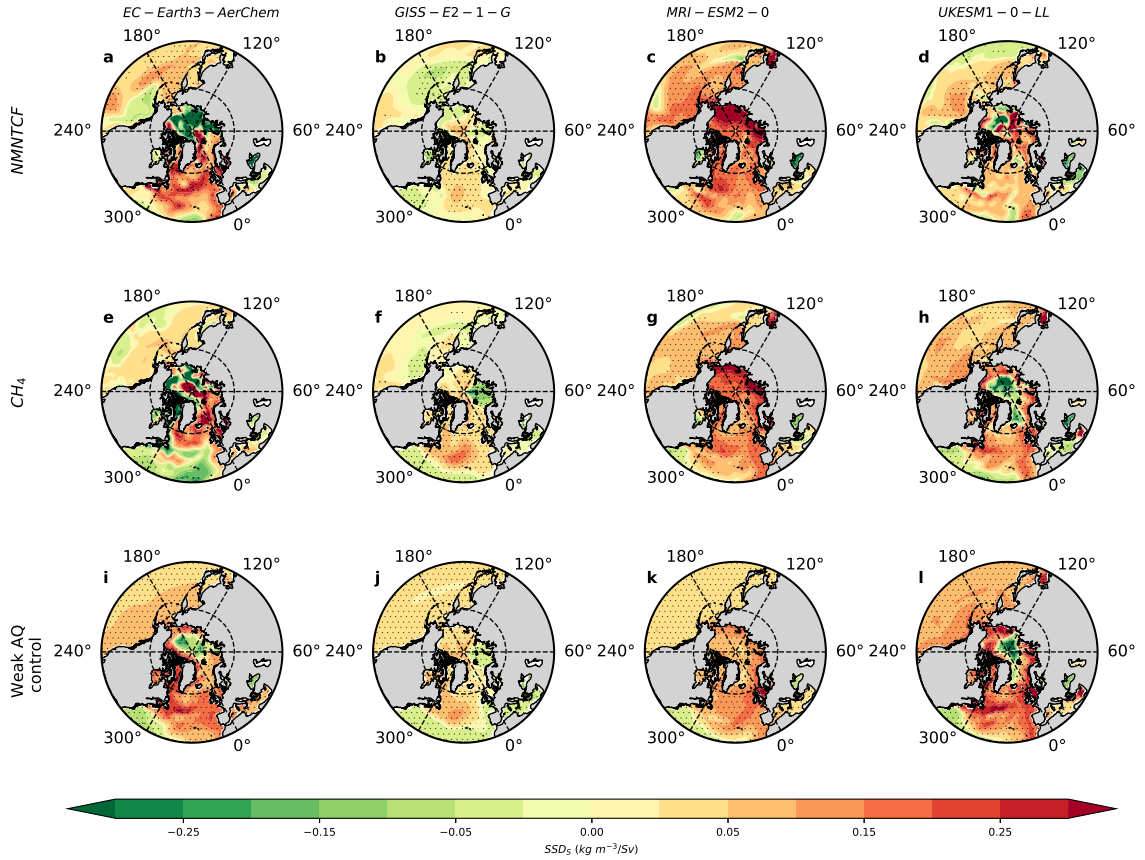 EC − Earth3 − AerChem GISS − E2 − 1 − G MRI − ESM2 − 0 UKESM1 − 0 − LL
180° 120° 180° 120° 180° 120° 180° 120°
a b c d
NMNTCF
240° 60° 240° 60° 240° 60° 240° 60°
300° 0° 300° 0° 300° 0° 300° 0°
180° 120° 180° 120° 180° 120° 180° 120°
e f g h
CH4
240° 60° 240° 60° 240° 60° 240° 60°
300° 0° 300° 0° 300° 0° 300° 0°
180° 120° 180° 120° 180° 120° 180° 120°
i j k l
Weak AQ
control
240° 60° 240° 60° 240° 60° 240° 60°
300° 0° 300° 0° 300° 0° 300° 0°
−0.25 −0.15 −0.05 0.00 0.05 0.15 0.25
SSDS (kg m−3/Sv)